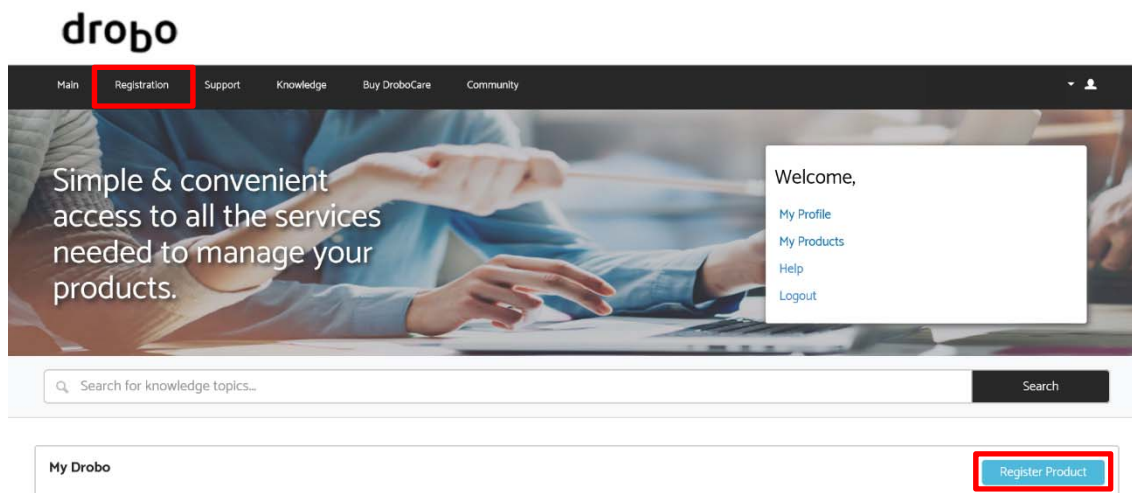 drobo
Main Registration Support Knowledge Buy DroboCare Community
Simple & convenient
access to all the services
needed to manage your
products.
Welcome,
My Profile
My Products
Help
Logout
Search for knowledge topics... Search
My Drobo Register Product